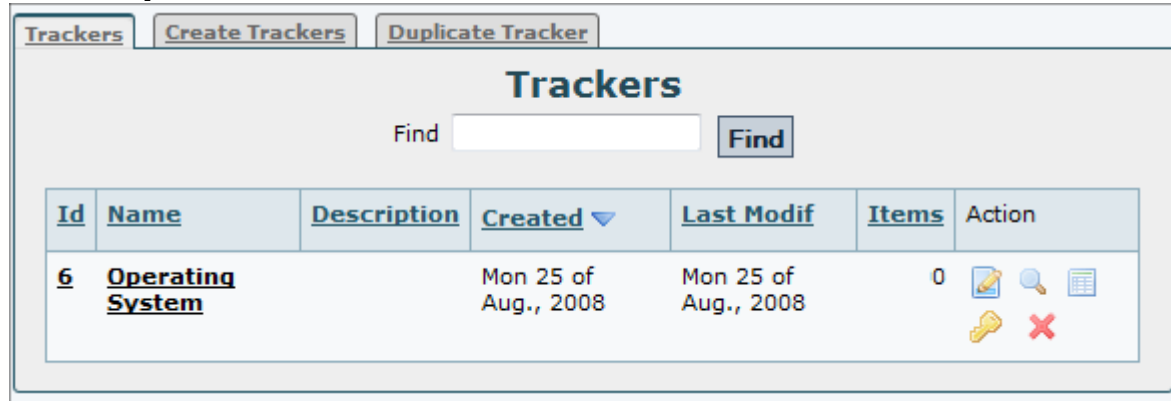 Trackers Create Trackers Duplicate Tracker
Trackers
Find Find
Id Name Description Created Last Modif Items Action
6 Operating System Mon 25 of Aug., 2008 Mon 25 of Aug., 2008 0